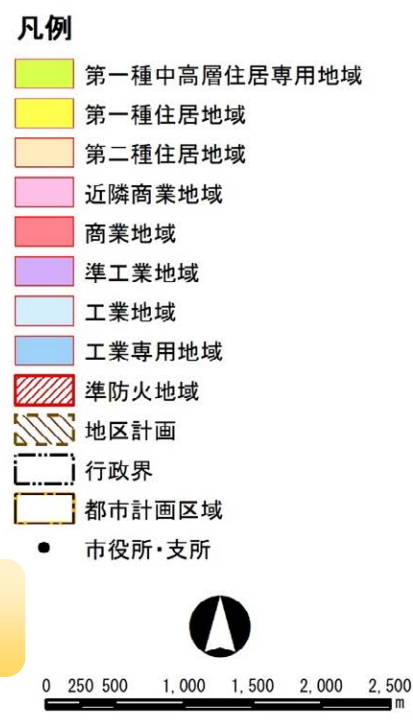 凡例
第一種中高層住居専用地域
第一種住居地域
第二種住居地域
近隣商業地域
商業地域
準工業地域
工業地域
工業専用地域
準防火地域
地区計画
行政界
都市計画区域
市役所・支所
0 250 500 1,000 1,500 2,000 2,500
m